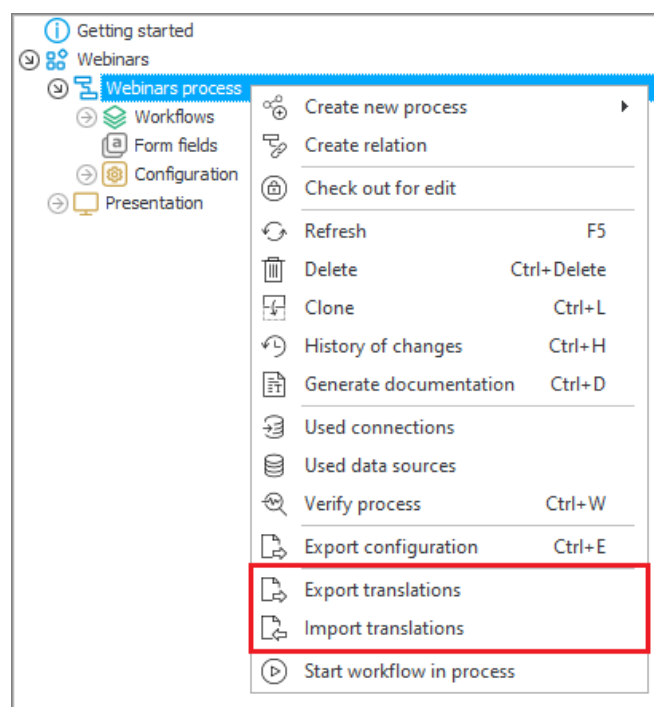 Getting started
Webinars
Webinars process
Workflows
Form fields
Configuration
Presentation
Create new process
Create relation
Check out for edit
Refresh F5
Delete Ctrl+Delete
Clone Ctrl+L
History of changes Ctrl+H
Generate documentation Ctrl+D
Used connections
Used data sources
Verify process Ctrl+W
Export configuration Ctrl+E
Export translations
Import translations
Start workflow in process